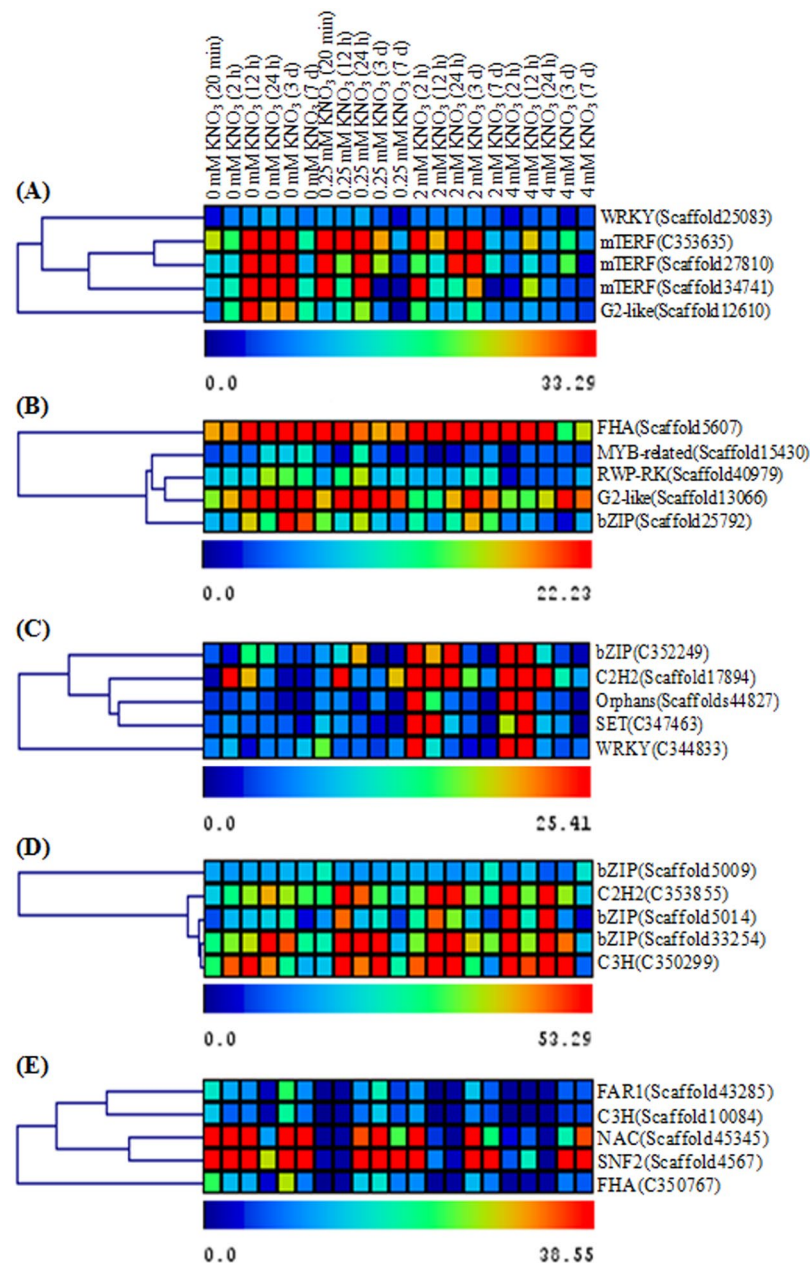 0 mM KNO₃ (20 min)
0 mM KNO₃ (2 h)
0 mM KNO₃ (12 h)
0 mM KNO₃ (24 h)
0 mM KNO₃ (3 d)
0 mM KNO₃ (7 d)
0.25 mM KNO₃ (20 min)
0.25 mM KNO₃ (12 h)
0.25 mM KNO₃ (24 h)
0.25 mM KNO₃ (3 d)
0.25 mM KNO₃ (7 d)
2 mM KNO₃ (2 h)
2 mM KNO₃ (12 h)
2 mM KNO₃ (24 h)
2 mM KNO₃ (3 d)
2 mM KNO₃ (7 d)
4 mM KNO₃ (2 h)
4 mM KNO₃ (12 h)
4 mM KNO₃ (24 h)
4 mM KNO₃ (3 d)
4 mM KNO₃ (7 d)
(A)
WRKY(Scaffold25083)
mTERF(C353635)
mTERF(Scaffold27810)
mTERF(Scaffold34741)
G2-like(Scaffold12610)
0.0 33.29
(B)
FHA(Scaffold5607)
MYB-related(Scaffold15430)
RWP-RK(Scaffold40979)
G2-like(Scaffold13066)
bZIP(Scaffold25792)
0.0 22.23
(C)
bZIP(C352249)
C2H2(Scaffold17894)
Orphans(Scaffolds44827)
SET(C347463)
WRKY(C344833)
0.0 25.41
(D)
bZIP(Scaffold5009)
C2H2(C353855)
bZIP(Scaffold5014)
bZIP(Scaffold33254)
C3H(C350299)
0.0 53.29
(E)
FAR1(Scaffold43285)
C3H(Scaffold10084)
NAC(Scaffold45345)
SNF2(Scaffold4567)
FHA(C350767)
0.0 38.55